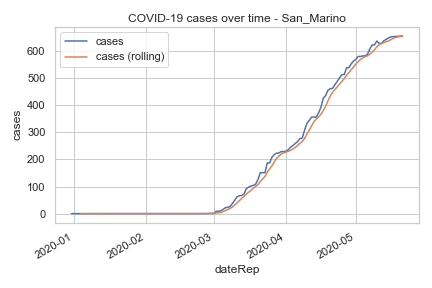 COVID-19 cases over time - San_Marino
cases
cases (rolling)
600
500
400
300
200
100
0
cases
2020-01
2020-02
2020-03
2020-04
2020-05
dateRep